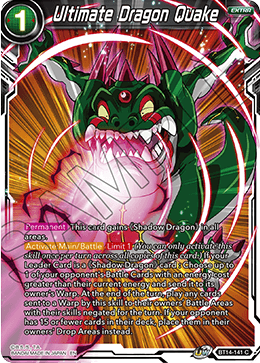 1
Ultimate Dragon Quake
EXTRA
Permanent This card gains 《Shadow Dragon》 in all
areas.
Activate Main/Battle Limit 1 (You can only activate this
skill once per turn across all copies of this card) If your
Leader Card is a 《Shadow Dragon》 card: Choose up to
1 of your opponent's Battle Cards with an energy cost
greater than their current energy and send it to its
owner's Warp. At the end of the turn, play any cards
sent to a Warp by this skill to their owners' Battle Areas
with their skills negated for the turn. If your opponent
has 15 or fewer cards in their deck, place them in their
owners' Drop Areas instead.
BANDAI MADE IN JAPAN EN
BT14-141 C